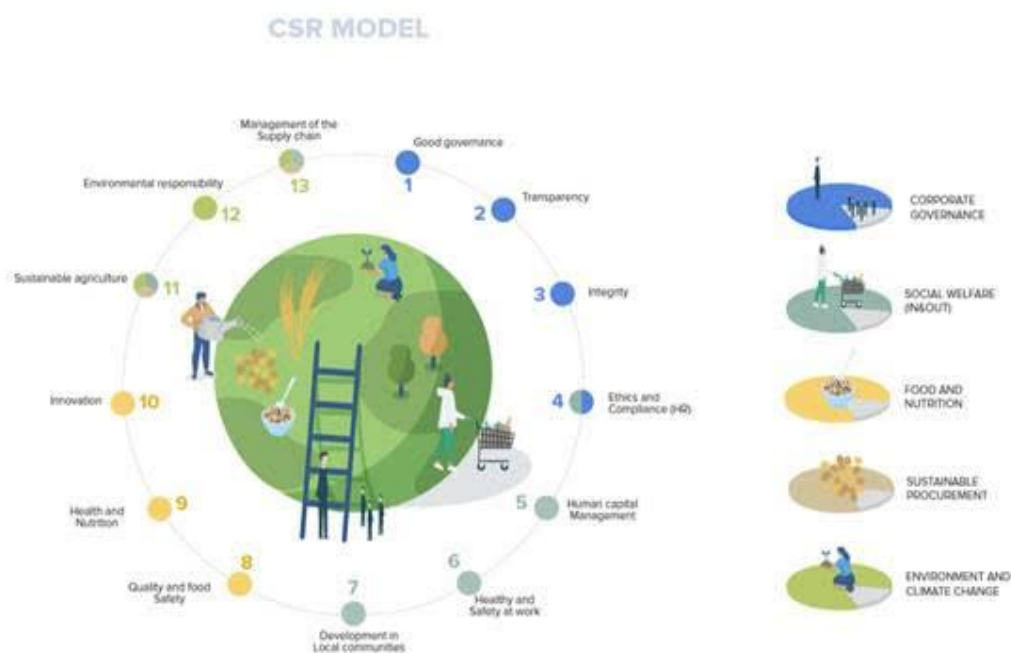 CSR MODEL
Management of the
Supply chain
13
Good governance
1
Environmental responsibility
12
Transparency
2
Sustainable agriculture
11
Integrity
3
Innovation
10
Ethics and
Compliance (HR)
4
Health and
Nutrition
9
Human capital
Management
5
Quality and food
Safety
8
Healthy and
Safety at work
6
Development in
Local communities
7
CORPORATE
GOVERNANCE
SOCIAL WELFARE
(IN&OUT)
FOOD AND
NUTRITION
SUSTAINABLE
PROCUREMENT
ENVIRONMENT AND
CLIMATE CHANGE